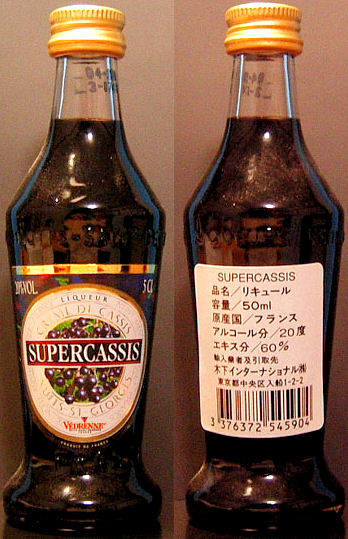 20%VOL.
5Cl
LIQUEUR
CRÈME DE CASSIS
SUPERCASSIS
NUITS-ST-GEORGES
VÉDRENNE
PRODUIT DE FRANCE
SUPERCASSIS
品名／リキュール
容量／50ml
原産国／フランス
アルコール分／20度
エキス分／60%
輸入業者及引取先
木下インターナショナル㈱
東京都中央区入船1-2-2
3 376372 545904